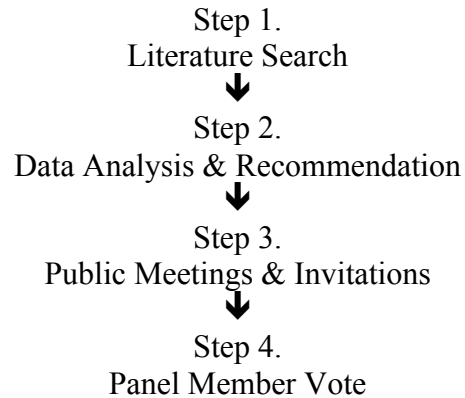 Step 1.
Literature Search
Step 2.
Data Analysis & Recommendation
Step 3.
Public Meetings & Invitations
Step 4.
Panel Member Vote